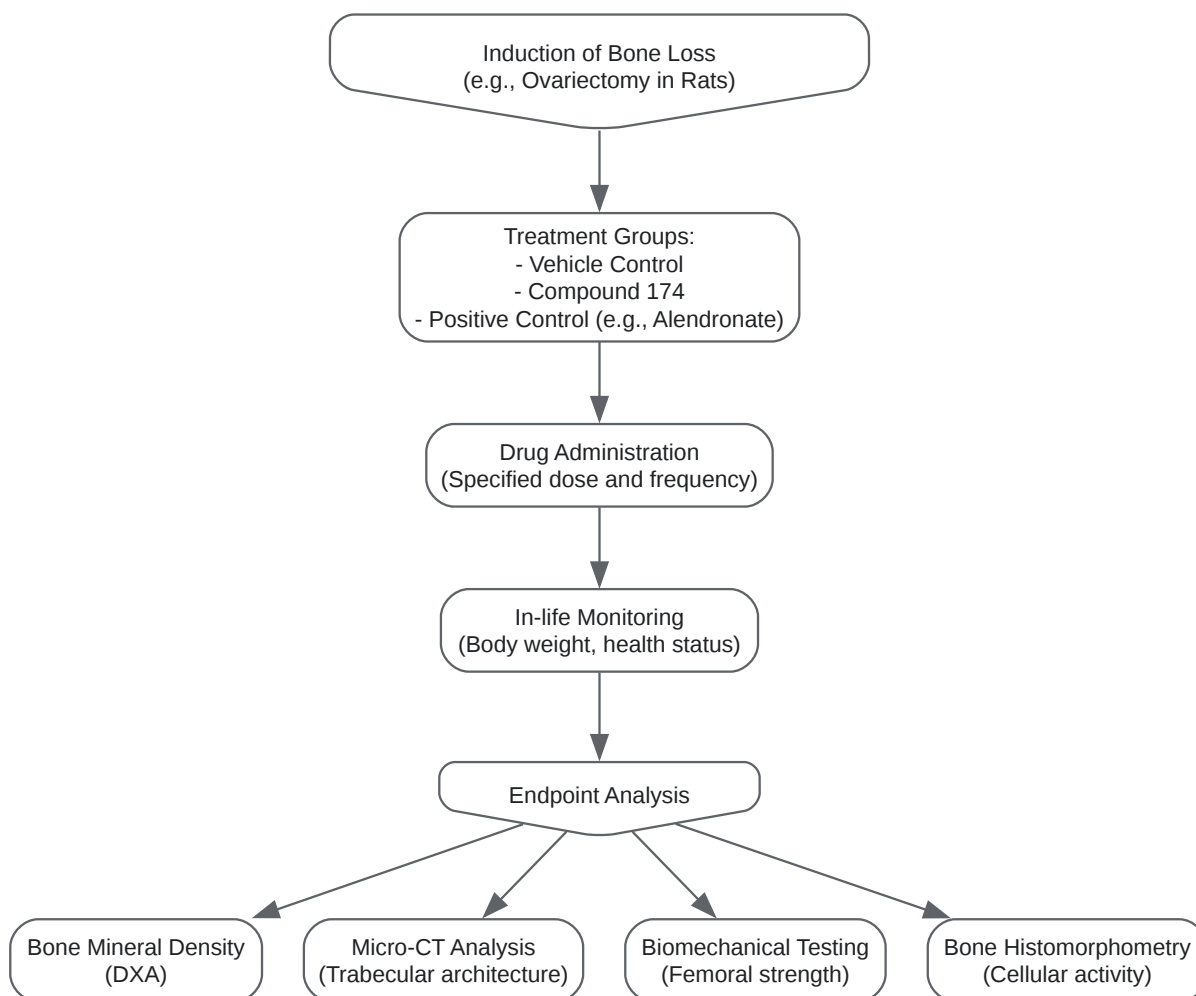 Induction of Bone Loss
(e.g., Ovariectomy in Rats)
Treatment Groups:
- Vehicle Control
- Compound 174
- Positive Control (e.g., Alendronate)
Drug Administration
(Specified dose and frequency)
In-life Monitoring
(Body weight, health status)
Endpoint Analysis
Bone Mineral Density
(DXA)
Micro-CT Analysis
(Trabecular architecture)
Biomechanical Testing
(Femoral strength)
Bone Histomorphometry
(Cellular activity)